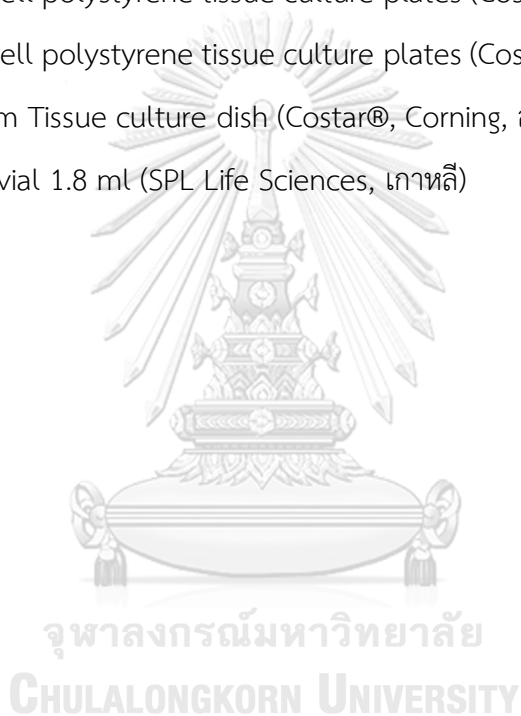 ell polystyrene tissue culture plates (Cos
ell polystyrene tissue culture plates (Cos
m Tissue culture dish (Costar®, Corning,
vial 1.8 ml (SPL Life Sciences, เกาหลี)
จุฬาลงกรณ์มหาวิทยาลัย
CHULALONGKORN UNIVERSITY